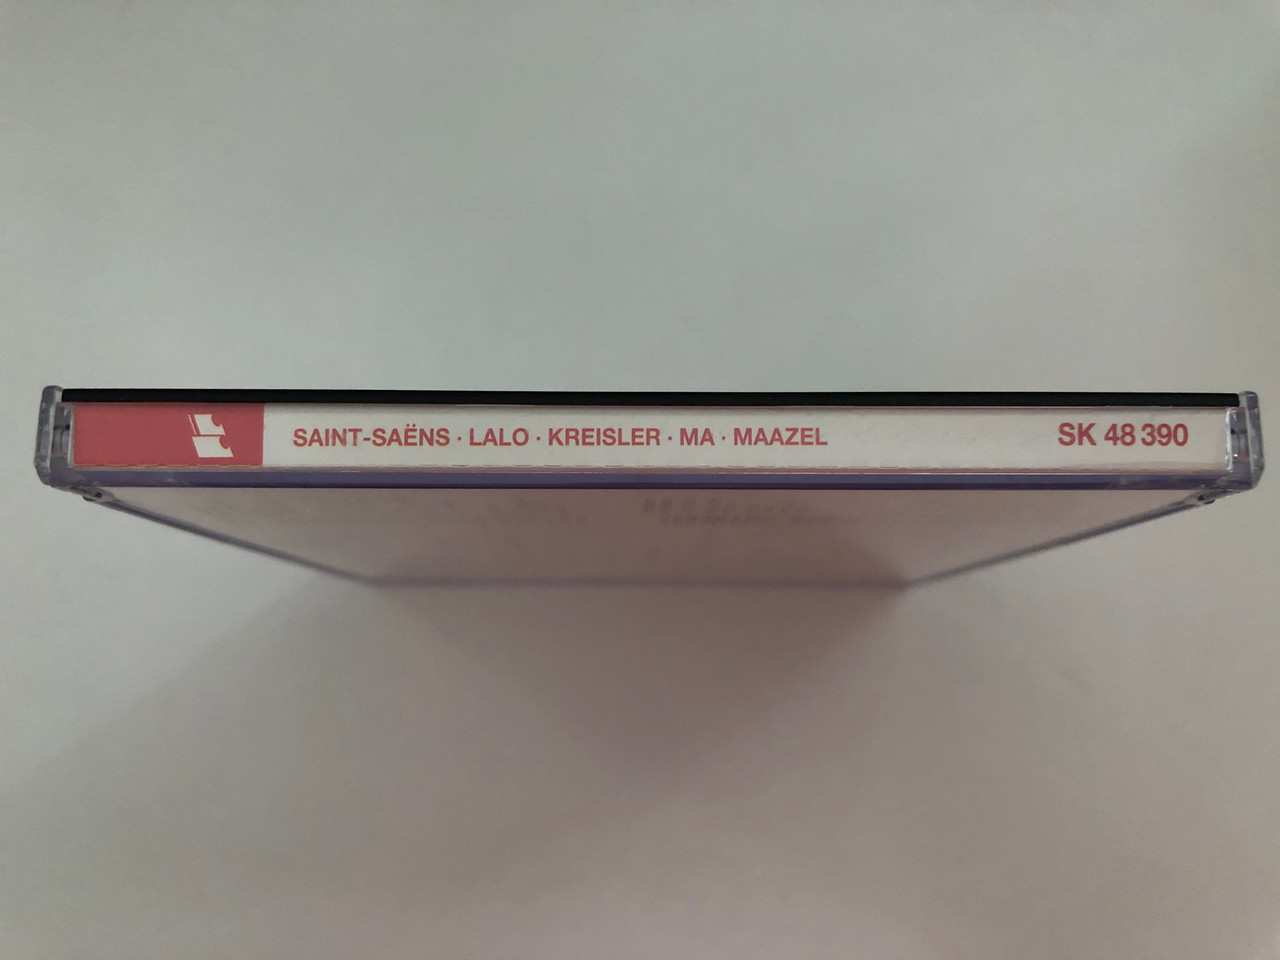 SAINT-SAËNS · LALO · KREISLER · MA · MAAZEL SK 48 390